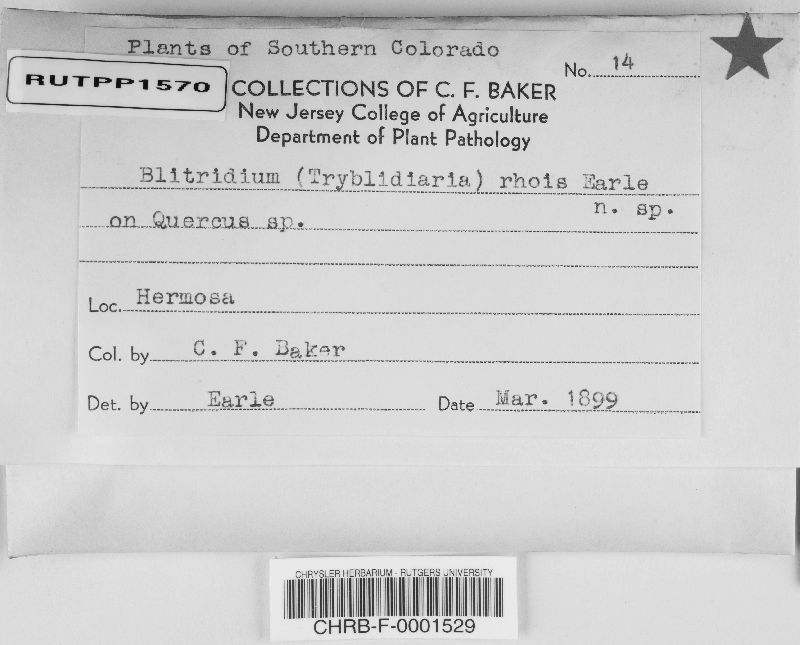 Plants of Southern Colorado
No. 14
RUTPP1570
COLLECTIONS OF C. F. BAKER
New Jersey College of Agriculture
Department of Plant Pathology
Blitridium (Tryblidiaria) rhois Earle
n. sp.
on Quercus sp.
Loc. Hermosa
Col. by C. F. Baker
Det. by Earle Date Mar. 1899
CHRYSLER HERBARIUM - RUTGERS UNIVERSITY
CHRB-F-0001529